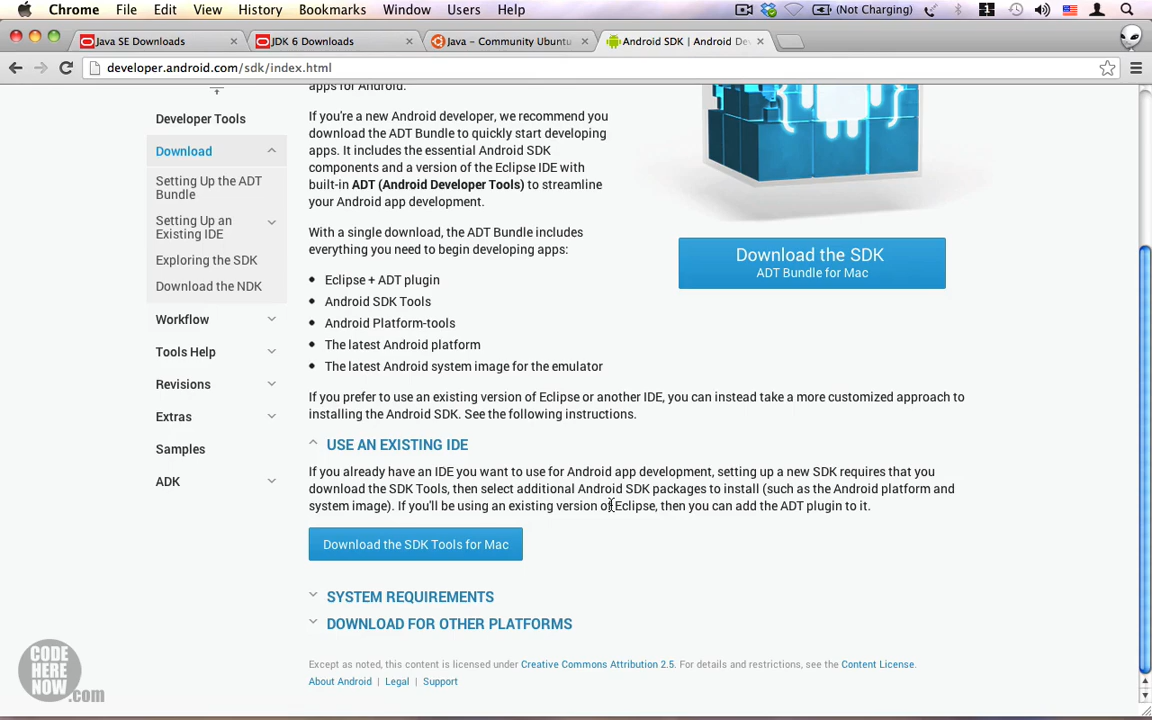 Chrome File Edit View History Bookmarks Window Users Help (Not Charging) 1
Java SE Downloads JDK 6 Downloads Java – Community Ubuntu Android SDK | Android De
developer.android.com/sdk/index.html
apps for Android.
Developer Tools
Download
Setting Up the ADT
Bundle
Setting Up an
Existing IDE
Exploring the SDK
Download the NDK
Workflow
Tools Help
Revisions
Extras
Samples
ADK
If you're a new Android developer, we recommend you
download the ADT Bundle to quickly start developing
apps. It includes the essential Android SDK
components and a version of the Eclipse IDE with
built-in ADT (Android Developer Tools) to streamline
your Android app development.
With a single download, the ADT Bundle includes
everything you need to begin developing apps:
• Eclipse + ADT plugin
• Android SDK Tools
• Android Platform-tools
• The latest Android platform
• The latest Android system image for the emulator
Download the SDK
ADT Bundle for Mac
If you prefer to use an existing version of Eclipse or another IDE, you can instead take a more customized approach to
installing the Android SDK. See the following instructions.
USE AN EXISTING IDE
If you already have an IDE you want to use for Android app development, setting up a new SDK requires that you
download the SDK Tools, then select additional Android SDK packages to install (such as the Android platform and
system image). If you'll be using an existing version of Eclipse, then you can add the ADT plugin to it.
Download the SDK Tools for Mac
SYSTEM REQUIREMENTS
DOWNLOAD FOR OTHER PLATFORMS
Except as noted, this content is licensed under Creative Commons Attribution 2.5. For details and restrictions, see the Content License.
About Android | Legal | Support
CODE
HERE
NOW
.com